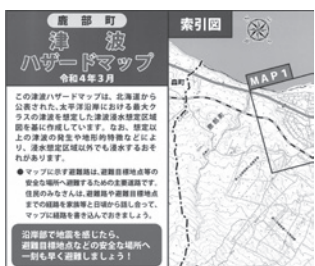 鹿部町
津波
ハザードマップ
令和4年3月
この津波ハザードマップは、北海道から
公表された、太平洋沿岸における最大ク
ラスの津波を想定した津波浸水想定区域
図を基に作成しています。なお、想定以
上の津波の発生や地形的特徴などによ
り、浸水想定区域以外でも浸水するおそ
れがあります。
●マップに示す避難路は、避難目標地点等の
安全な場所へ避難するための主要道路です。
住民のみなさんは、避難路や避難目標地点
までの経路を家族等と日頃から話し合って、
マップに経路を書き込んでおきましょう。
沿岸部で地震を感じたら、
避難目標地点などの安全な場所へ
一刻も早く避難しましょう！
索引図
森町
MAP1
鹿部町